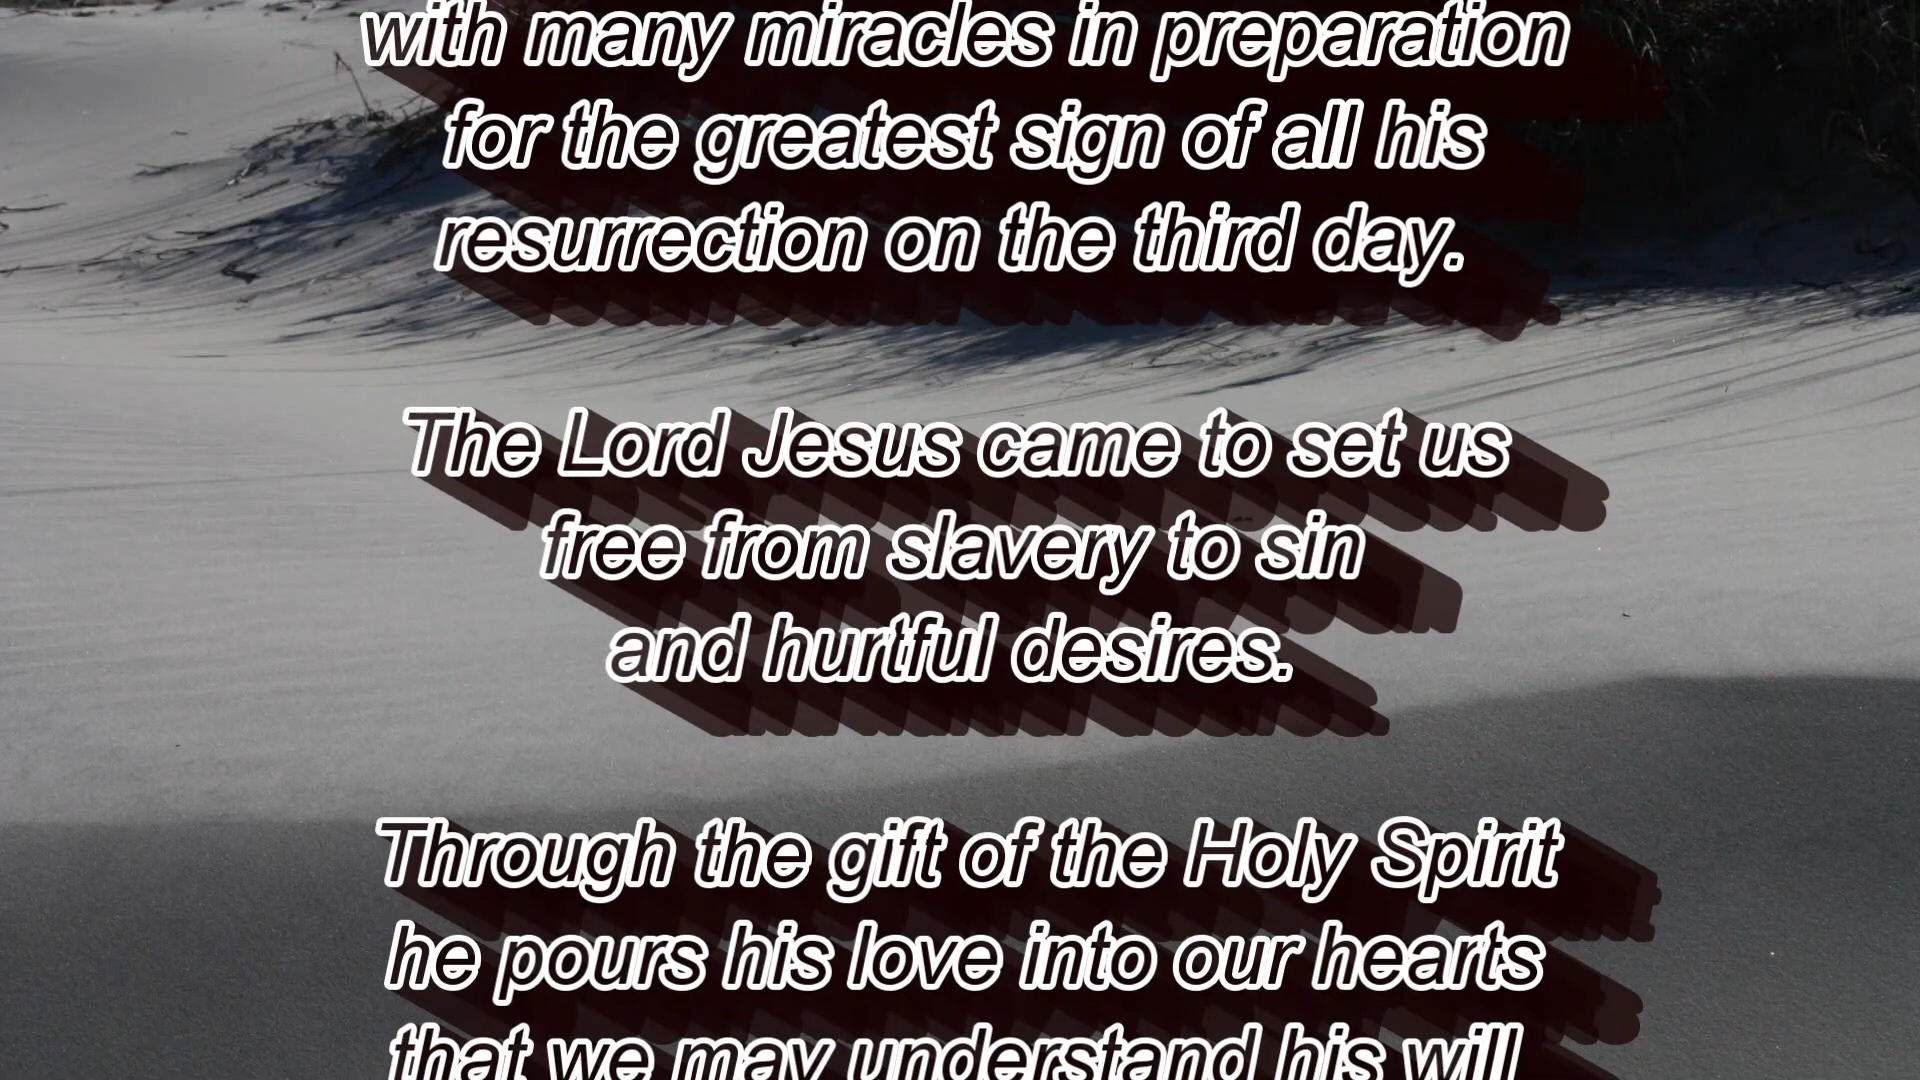 with many miracles in preparation
for the greatest sign of all his
resurrection on the third day.
The Lord Jesus came to set us
free from slavery to sin
and hurtful desires.
Through the gift of the Holy Spirit
he pours his love into our hearts
that we may understand his will